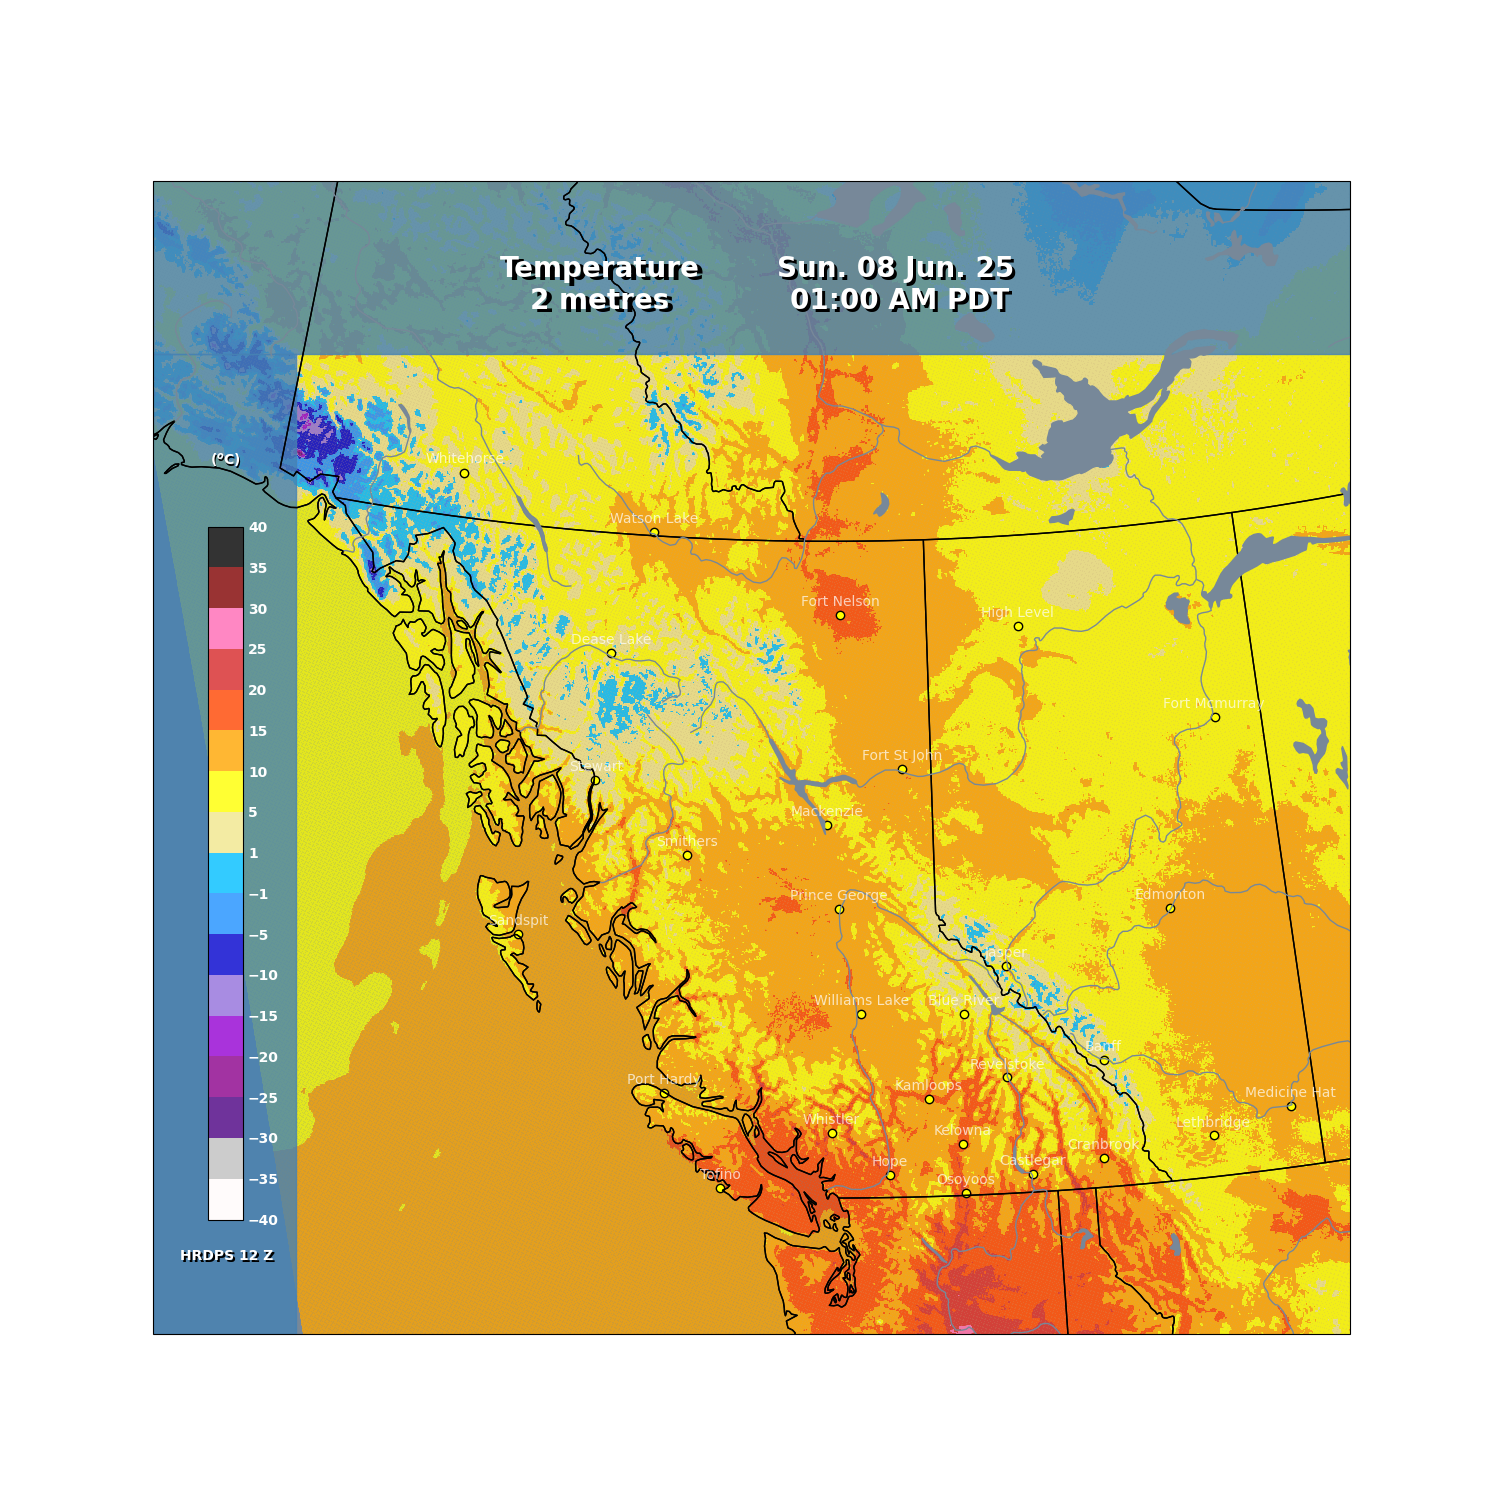 Temperature
2 metres
Sun. 08 Jun. 25
01:00 AM PDT
(°C)
40
35
30
25
20
15
10
5
1
−1
−5
−10
−15
−20
−25
−30
−35
−40
HRDPS 12 Z
Whitehorse
Watson Lake
Fort Nelson
High Level
Dease Lake
Fort Mcmurray
Fort St John
Stewart
Mackenzie
Smithers
Prince George
Edmonton
Sandspit
Jasper
Williams Lake
Blue River
Banff
Revelstoke
Port Hardy
Kamloops
Medicine Hat
Whistler
Lethbridge
Kelowna
Cranbrook
Hope
Castlegar
Tofino
Osoyoos